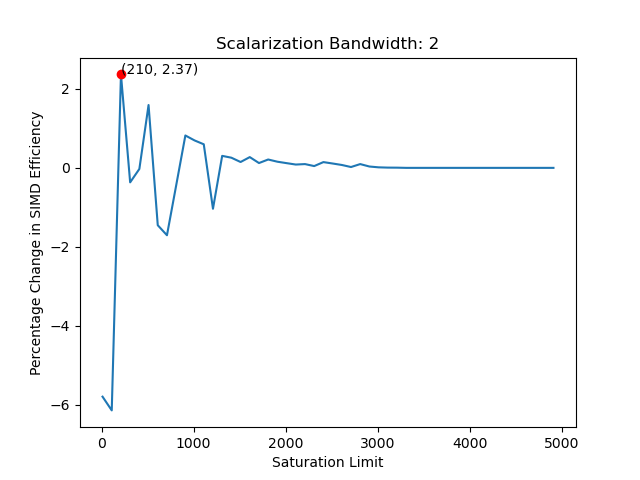 Scalarization Bandwidth: 2
(210, 2.37)
2
0
−2
−4
−6
Percentage Change in SIMD Efficiency
0 1000 2000 3000 4000 5000
Saturation Limit